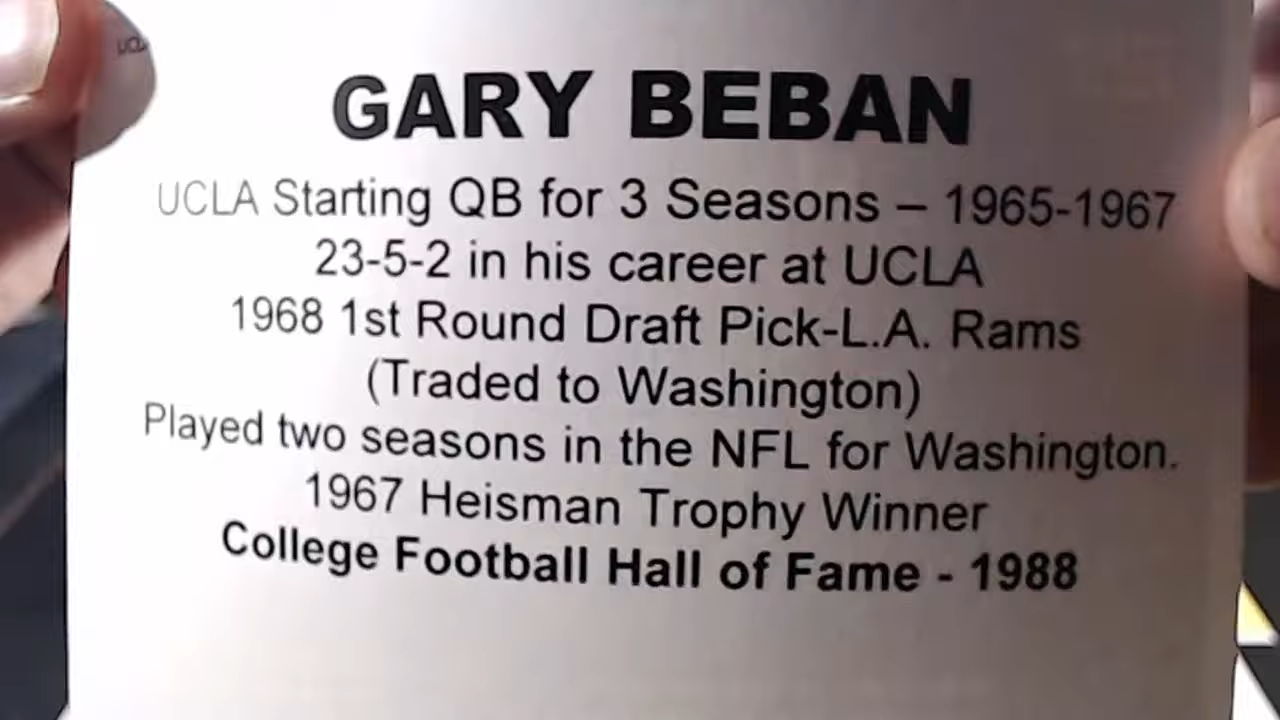 GARY BEBAN
UCLA Starting QB for 3 Seasons – 1965-1967
23-5-2 in his career at UCLA
1968 1st Round Draft Pick-L.A. Rams
(Traded to Washington)
Played two seasons in the NFL for Washington.
1967 Heisman Trophy Winner
College Football Hall of Fame - 1988